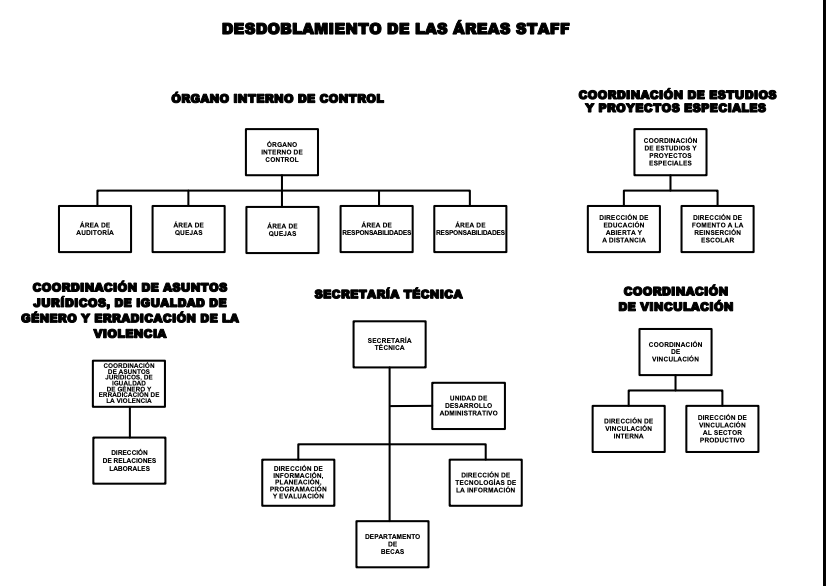 DESDOBLAMIENTO DE LAS ÁREAS STAFF
ÓRGANO INTERNO DE CONTROL
ÓRGANO
INTERNO DE
CONTROL
ÁREA DE
AUDITORÍA
ÁREA DE
QUEJAS
ÁREA DE
QUEJAS
ÁREA DE
RESPONSABILIDADES
ÁREA DE
RESPONSABILIDADES
COORDINACIÓN DE ESTUDIOS
Y PROYECTOS ESPECIALES
COORDINACIÓN
DE ESTUDIOS Y
PROYECTOS
ESPECIALES
DIRECCIÓN DE
EDUCACIÓN
ABIERTA Y
A DISTANCIA
DIRECCIÓN DE
FOMENTO A LA
REINSERCIÓN
ESCOLAR
COORDINACIÓN DE ASUNTOS
JURÍDICOS, DE IGUALDAD DE
GÉNERO Y ERRADICACIÓN DE LA
VIOLENCIA
COORDINACIÓN
DE ASUNTOS
JURÍDICOS, DE
IGUALDAD
DE GÉNERO Y
ERRADICACIÓN DE
LA VIOLENCIA
DIRECCIÓN
DE RELACIONES
LABORALES
SECRETARÍA TÉCNICA
SECRETARÍA
TÉCNICA
UNIDAD DE
DESARROLLO
ADMINISTRATIVO
DIRECCIÓN DE
INFORMACIÓN,
PLANEACIÓN,
PROGRAMACIÓN
Y EVALUACIÓN
DIRECCIÓN DE
TECNOLOGÍAS DE
LA INFORMACIÓN
DEPARTAMENTO
DE
BECAS
COORDINACIÓN
DE VINCULACIÓN
COORDINACIÓN
DE
VINCULACIÓN
DIRECCIÓN DE
VINCULACIÓN
INTERNA
DIRECCIÓN DE
VINCULACIÓN
AL SECTOR
PRODUCTIVO